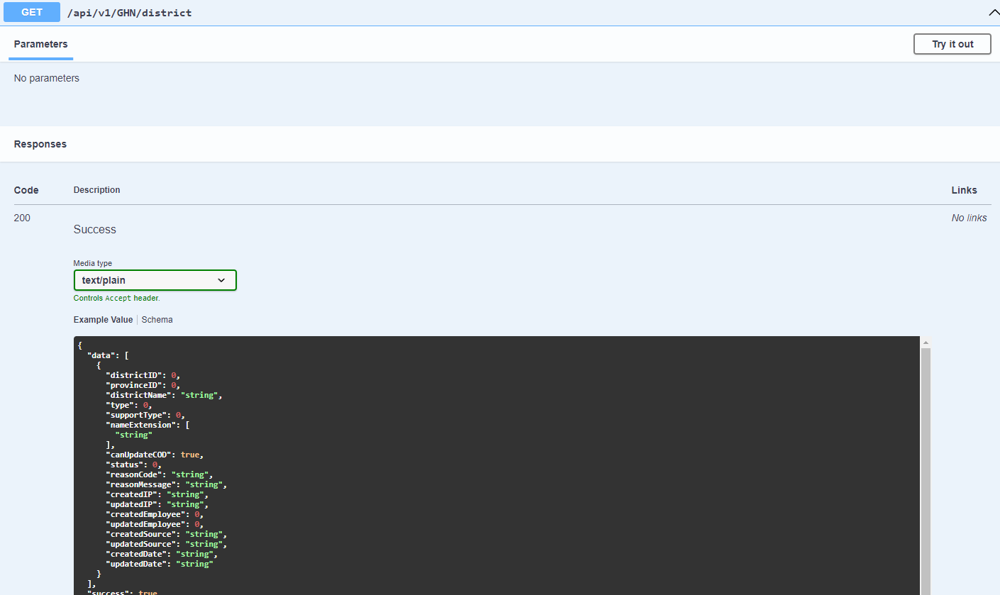 GET /api/v1/GHN/district
Parameters
Try it out
No parameters
Responses
Code Description Links
200 Success No links
Media type
text/plain
Controls Accept header.
Example Value Schema
{
"data": [
{
"districtID": 0,
"provinceID": 0,
"districtName": "string",
"type": 0,
"supportType": 0,
"nameExtension": [
"string"
],
"canUpdateCOD": true,
"status": 0,
"reasonCode": "string",
"reasonMessage": "string",
"createdIP": "string",
"updatedIP": "string",
"createdEmployee": 0,
"updatedEmployee": 0,
"createdSource": "string",
"updatedSource": "string",
"createdDate": "string",
"updatedDate": "string"
}
],
"success": true